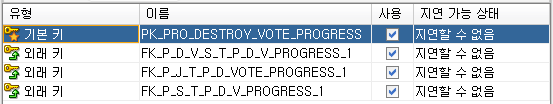 유형 이름 사용 지연 가능 상태
기본 키 PK_PRO_DESTROY_VOTE_PROGRESS 지연할 수 없음
외래 키 FK_P_D_V_S_T_P_D_V_PROGRESS_1 지연할 수 없음
외래 키 FK_P_J_T_P_D_VOTE_PROGRESS_1 지연할 수 없음
외래 키 FK_P_S_T_P_D_V_PROGRESS_1 지연할 수 없음